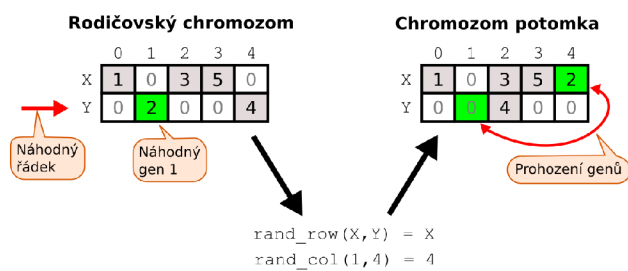 Rodičovský chromozom
0 1 2 3 4
X 1 0 3 5 0
Y 0 2 0 0 4
Náhodný
řádek
Náhodný
gen 1
Chromozom potomka
0 1 2 3 4
X 1 0 3 5 2
Y 0 0 4 0 0
Prohození genů
rand_row(X,Y) = X
rand_col(1,4) = 4